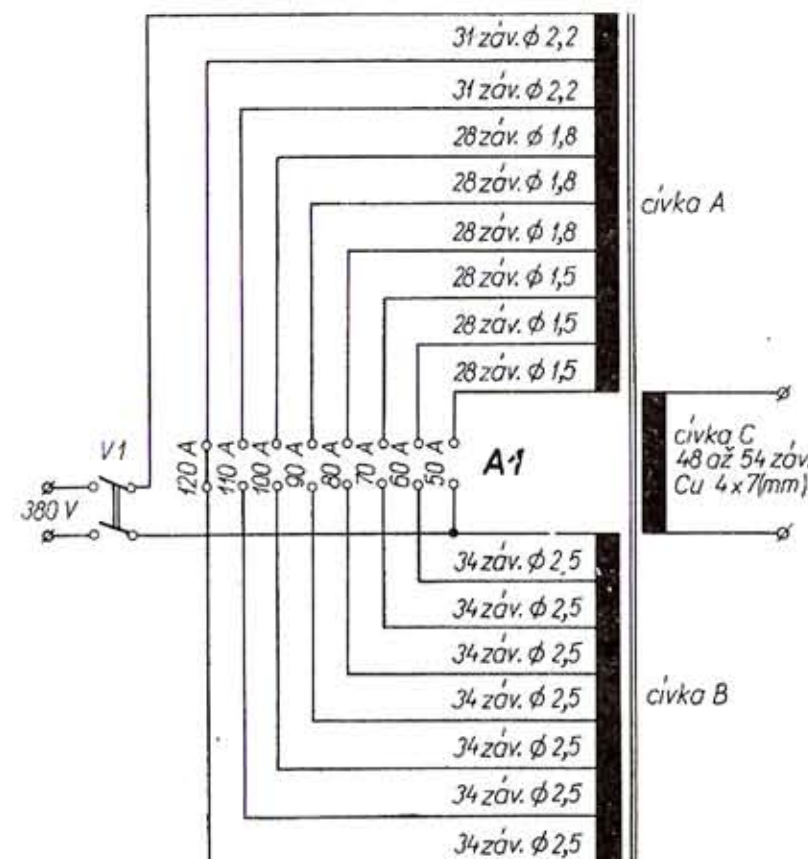 31 záv. ϕ 2,2
31 záv. ϕ 2,2
28 záv. ϕ 1,8
28 záv. ϕ 1,8
28 záv. ϕ 1,8
28 záv. ϕ 1,5
28 záv. ϕ 1,5
28 záv. ϕ 1,5
cívka A
V1
380 V
120 A
110 A
100 A
90 A
80 A
70 A
60 A
50 A
A1
cívka C
48 až 54 záv.
Cu 4x7(mm)
34 záv. ϕ 2,5
34 záv. ϕ 2,5
34 záv. ϕ 2,5
34 záv. ϕ 2,5
34 záv. ϕ 2,5
34 záv. ϕ 2,5
34 záv. ϕ 2,5
cívka B